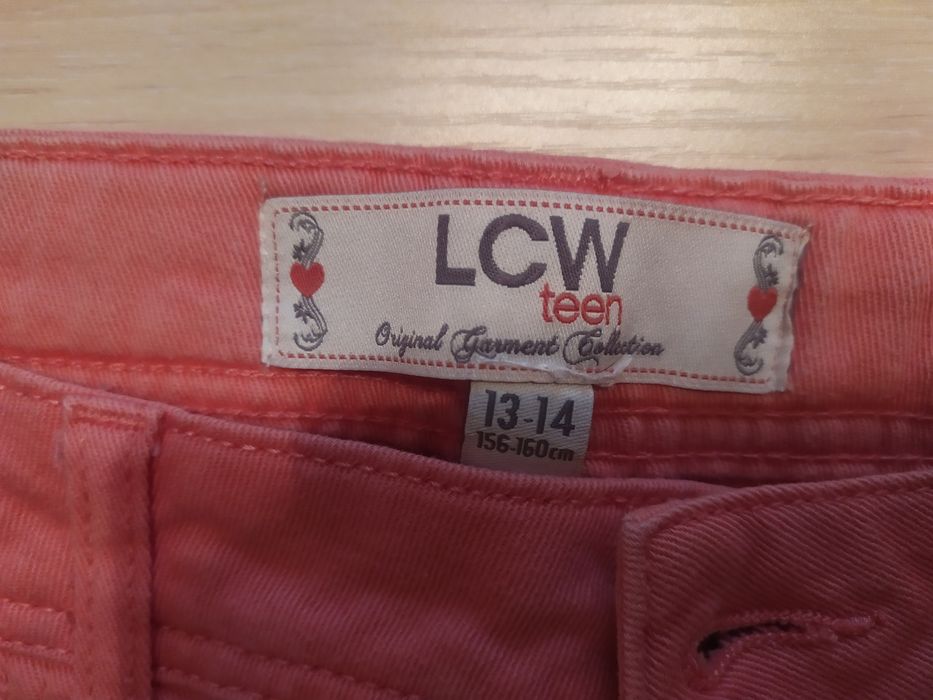 LCW
teen
Original Garment Collection
13-14
156-160cm